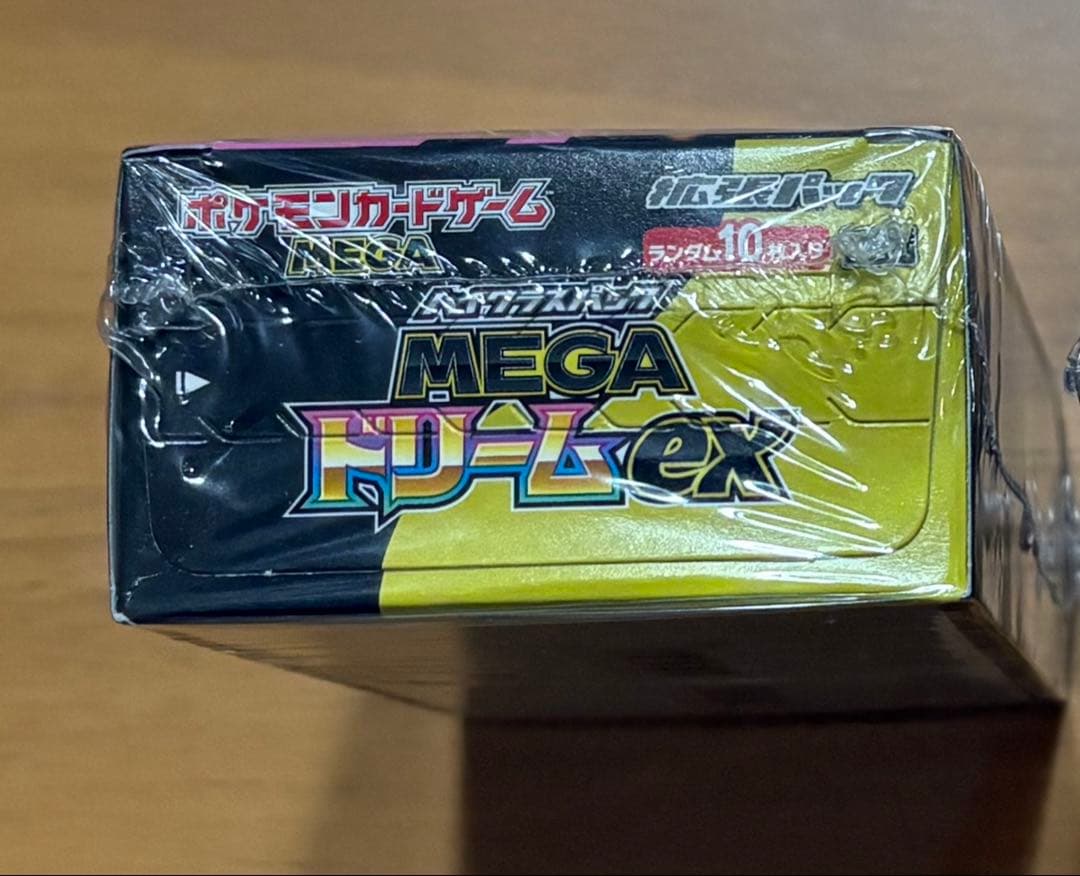 ポケモンカードゲーム
MEGA
拡張パック
ランダム10枚入り
ハイクラスパック
MEGA
ドリームex